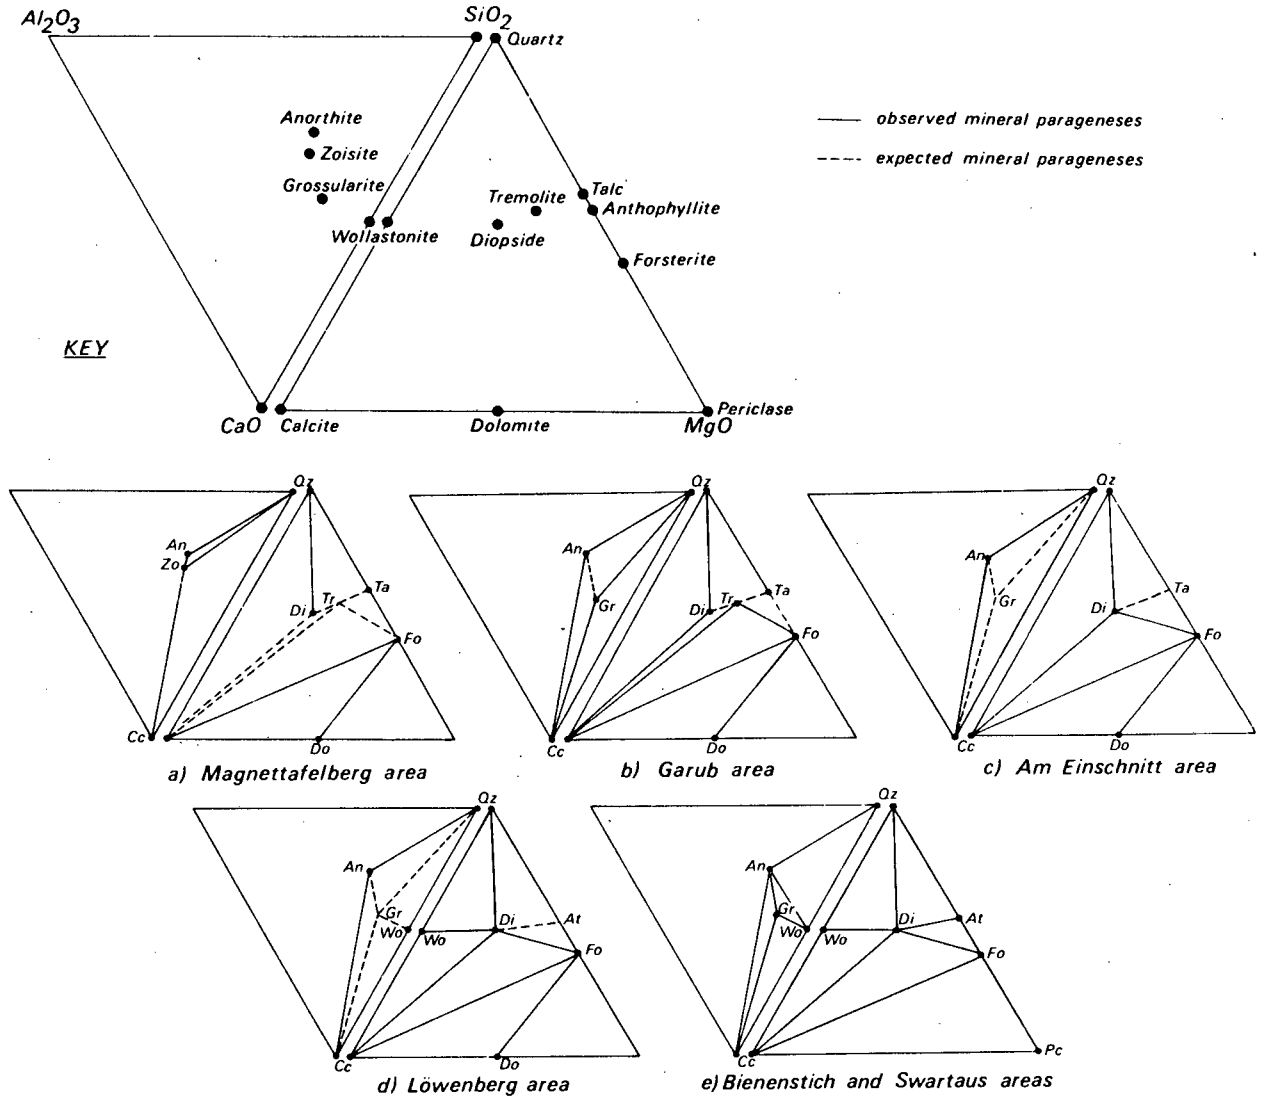 Al2O3
SiO2
Quartz
Anorthite
Zoisite
Grossularite
Wollastonite
Tremolite
Diopside
Talc
Anthophyllite
Forsterite
KEY
CaO
Calcite
Dolomite
Periclase
MgO
—— observed mineral parageneses
---- expected mineral parageneses
Qz
An
Zo
Di
Tr
Ta
Fo
Cc
Do
a) Magnettafelberg area
Qz
An
Gr
Di
Tr
Ta
Fo
Cc
Do
b) Garub area
Qz
An
Gr
Di
Ta
Fo
Cc
Do
c) Am Einschnitt area
Qz
An
Gr
Wo
Wo
Di
At
Fo
Cc
Do
d) Löwenberg area
Qz
An
Gr
Wo
Wo
Di
At
Fo
Cc
Pc
e) Bienenstich and Swartaus areas